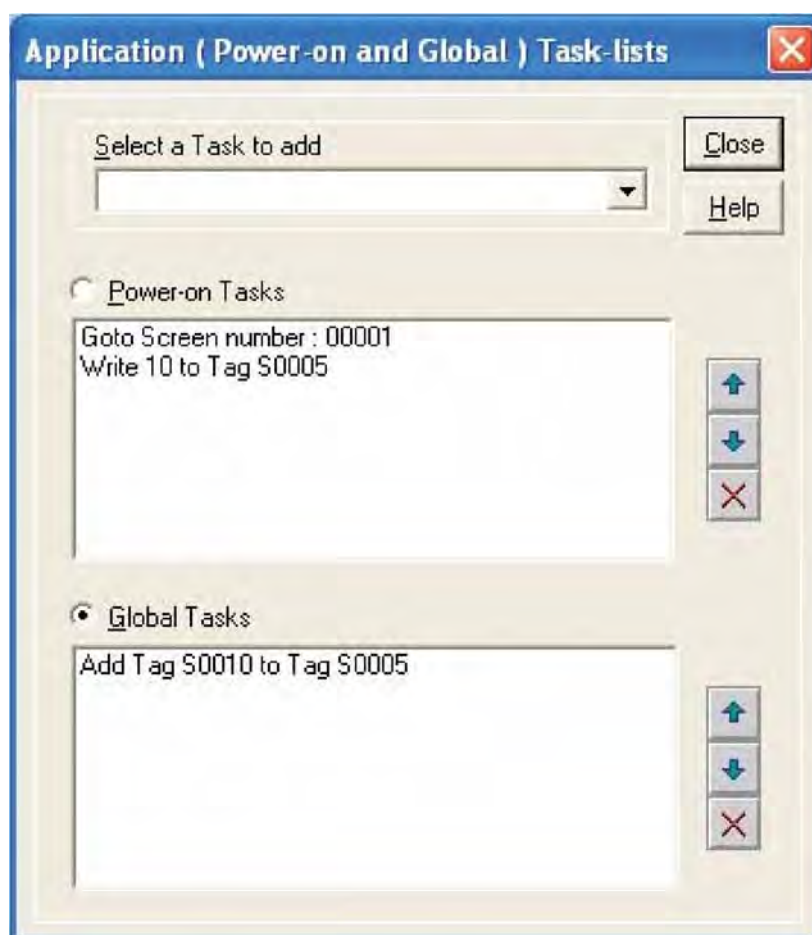 Application ( Power-on and Global ) Task-lists
Select a Task to add
Close
Help
Power-on Tasks
Goto Screen number : 00001
Write 10 to Tag S0005
Global Tasks
Add Tag S0010 to Tag S0005